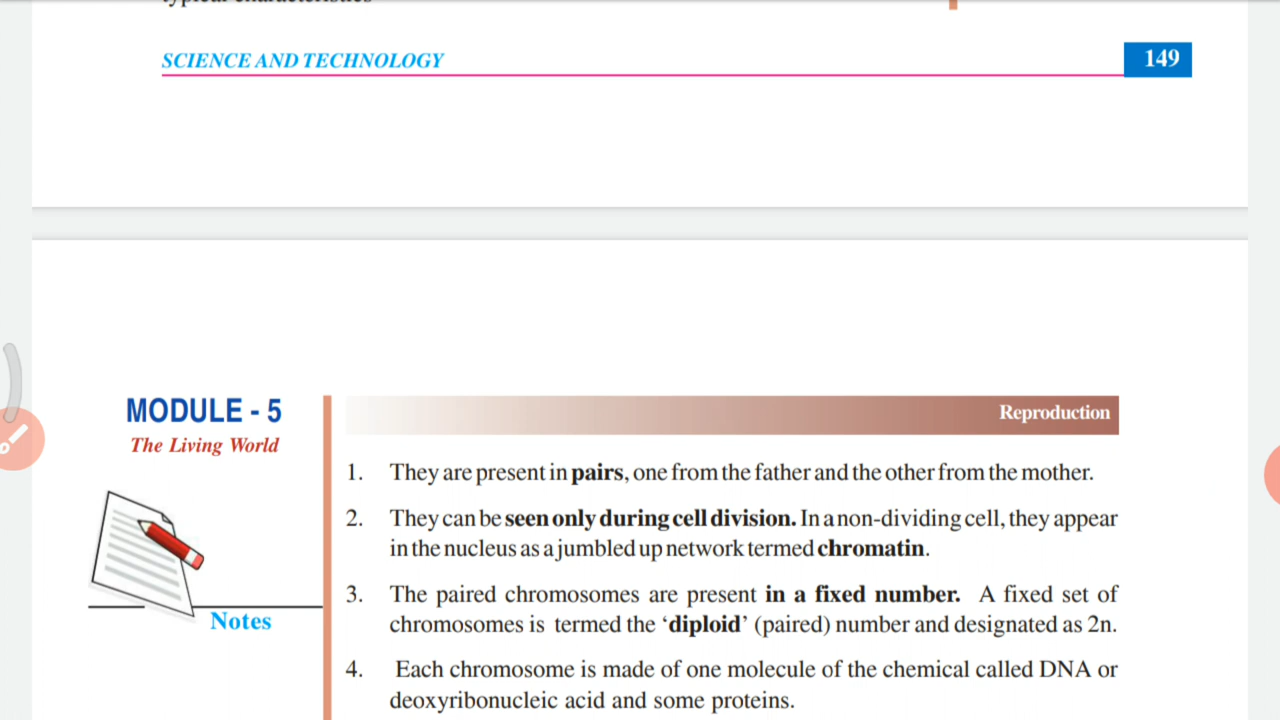 typical characteristics
SCIENCE AND TECHNOLOGY
149
MODULE - 5
The Living World
Notes
Reproduction
1. They are present in pairs, one from the father and the other from the mother.
2. They can be seen only during cell division. In a non-dividing cell, they appear
in the nucleus as a jumbled up network termed chromatin.
3. The paired chromosomes are present in a fixed number. A fixed set of
chromosomes is termed the ‘diploid’ (paired) number and designated as 2n.
4. Each chromosome is made of one molecule of the chemical called DNA or
deoxyribonucleic acid and some proteins.